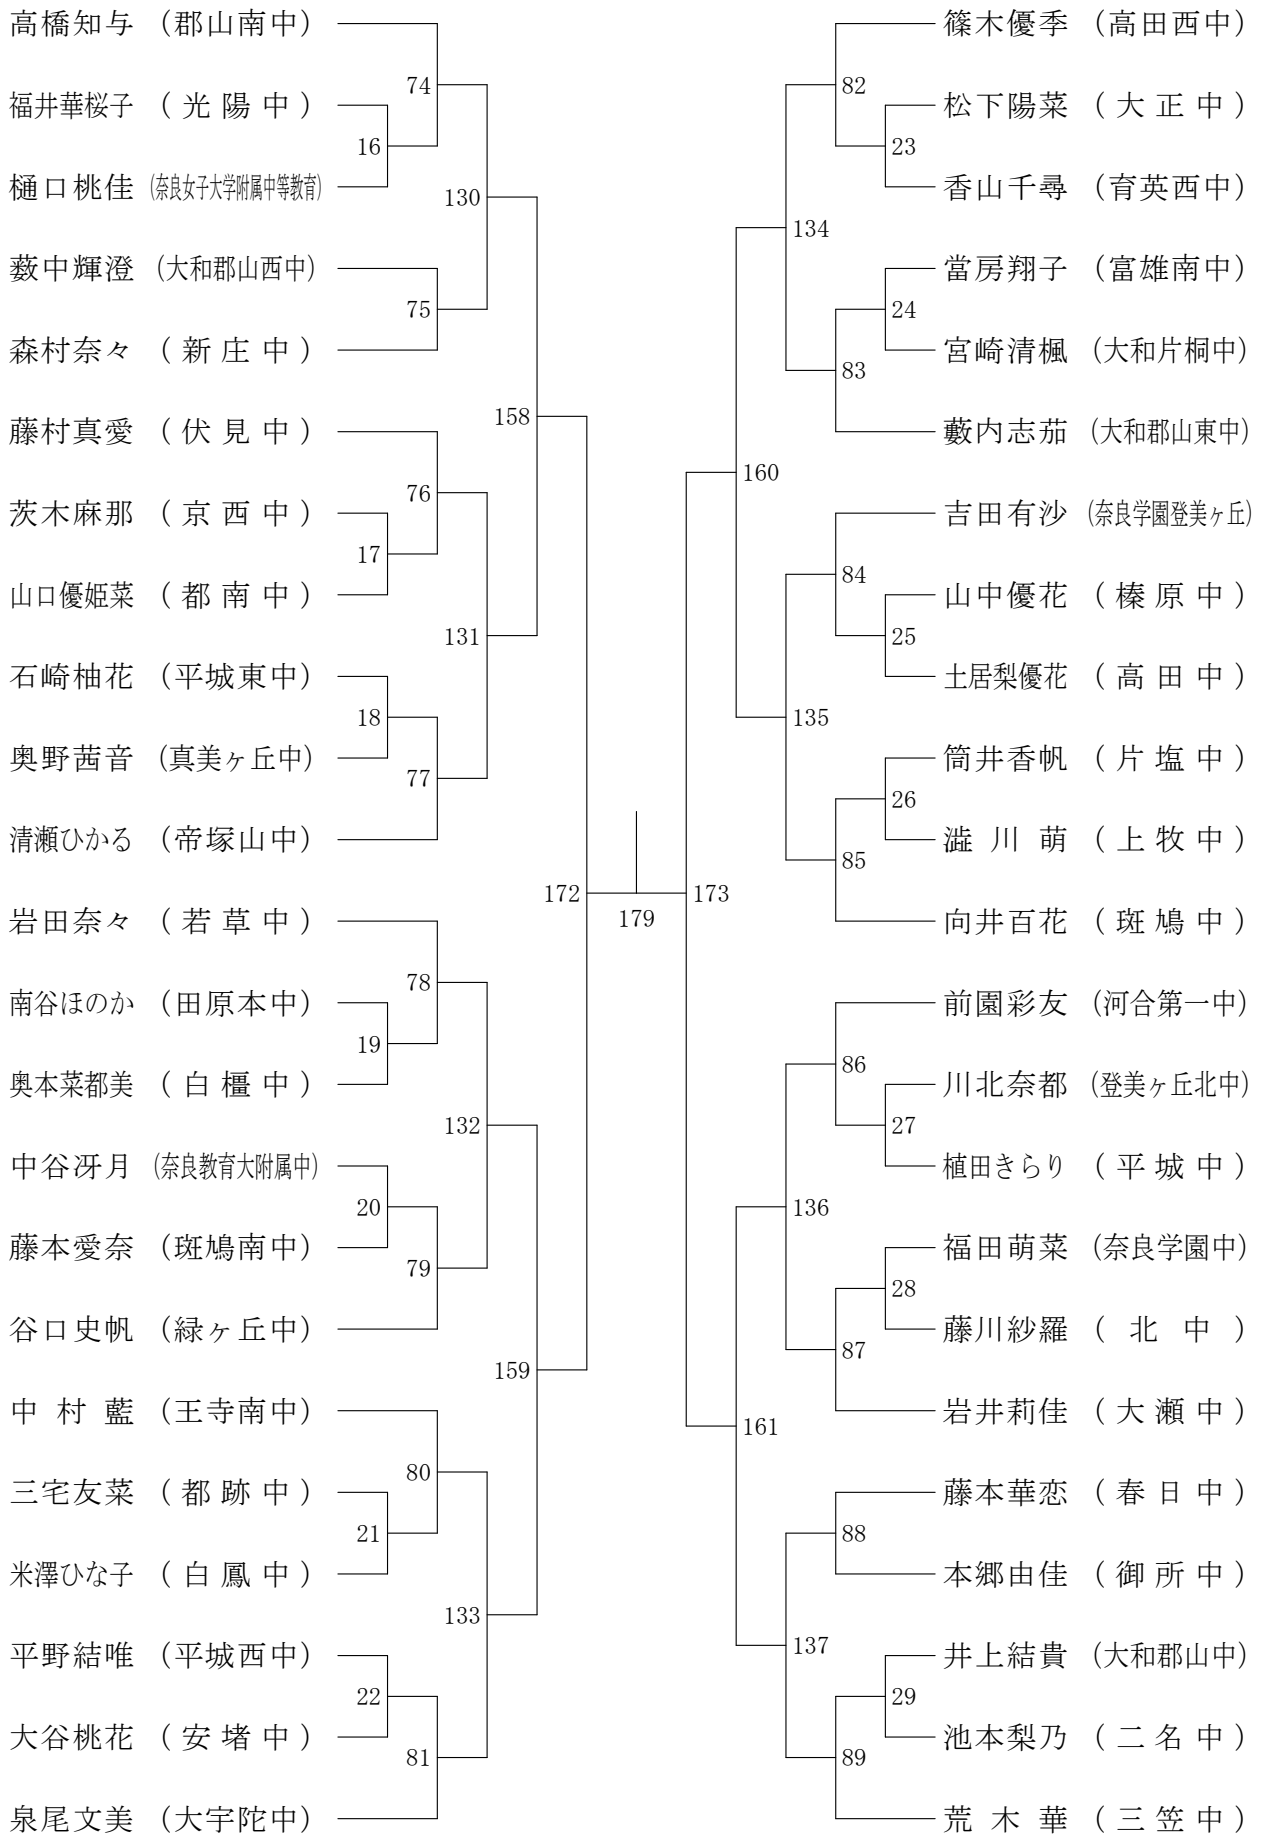 高橋知与 (郡山南中)
74
福井華桜子 (光陽中)
16
樋口桃佳 (奈良女子大学附属中等教育)
130
薮中輝澄 (大和郡山西中)
75
森村奈々 (新庄中)
158
藤村真愛 (伏見中)
76
茨木麻那 (京西中)
17
山口優姫菜 (都南中)
131
石崎柚花 (平城東中)
18
奥野茜音 (真美ヶ丘中)
77
清瀬ひかる (帝塚山中)
172
岩田奈々 (若草中)
78
南谷ほのか (田原本中)
19
奥本菜都美 (白橿中)
132
中谷冴月 (奈良教育大附属中)
20
藤本愛奈 (斑鳩南中)
79
谷口史帆 (緑ヶ丘中)
159
中村藍 (王寺南中)
80
三宅友菜 (都跡中)
21
米澤ひな子 (白鳳中)
133
平野結唯 (平城西中)
22
大谷桃花 (安堵中)
81
泉尾文美 (大宇陀中)
179
篠木優季 (高田西中)
82
松下陽菜 (大正中)
23
香山千尋 (育英西中)
134
當房翔子 (富雄南中)
24
宮崎清楓 (大和片桐中)
83
藪内志茄 (大和郡山東中)
160
吉田有沙 (奈良学園登美ヶ丘)
84
山中優花 (榛原中)
25
土居梨優花 (高田中)
135
筒井香帆 (片塩中)
26
澁川萌 (上牧中)
85
向井百花 (斑鳩中)
173
前園彩友 (河合第一中)
86
川北奈都 (登美ヶ丘北中)
27
植田きらり (平城中)
136
福田萌菜 (奈良学園中)
28
藤川紗羅 (北中)
87
岩井莉佳 (大瀬中)
161
藤本華恋 (春日中)
88
本郷由佳 (御所中)
137
井上結貴 (大和郡山中)
29
池本梨乃 (二名中)
89
荒木華 (三笠中)